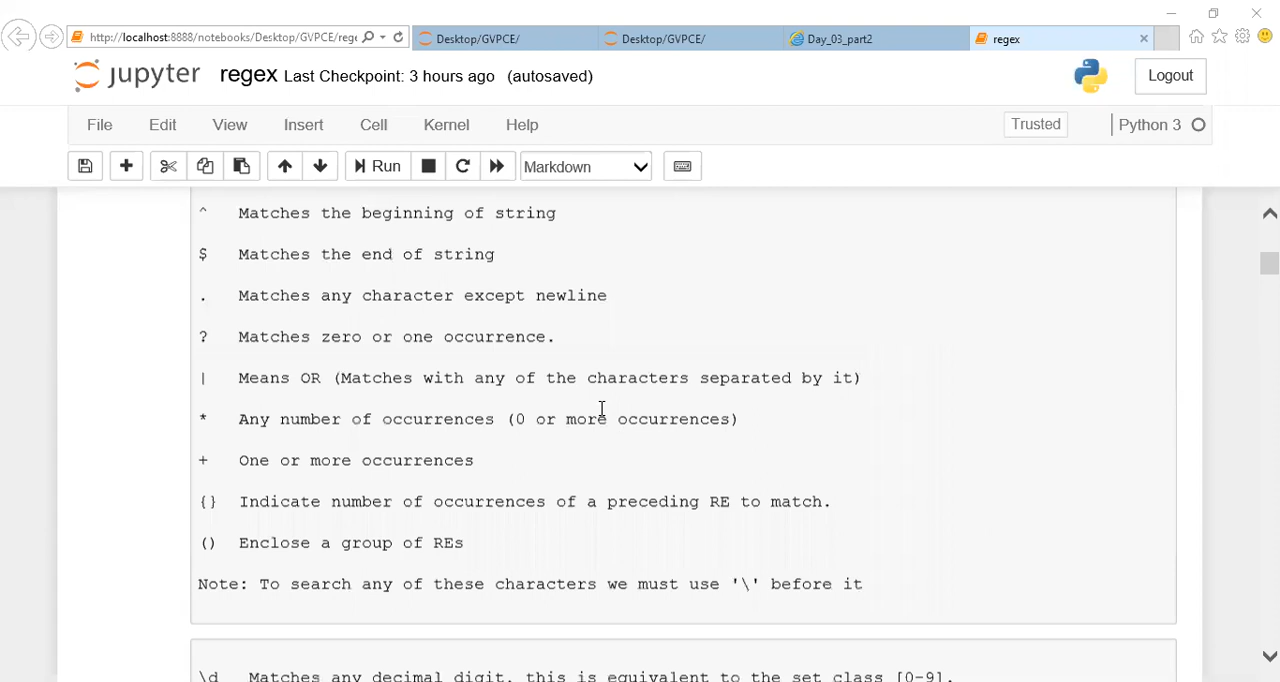 http://localhost:8888/notebooks/Desktop/GVPCE/rege
Desktop/GVPCE/
Desktop/GVPCE/
Day_03_part2
regex
jupyter regex Last Checkpoint: 3 hours ago (autosaved)
Logout
File Edit View Insert Cell Kernel Help
Trusted
Python 3
Run
Markdown
^ Matches the beginning of string
$ Matches the end of string
. Matches any character except newline
? Matches zero or one occurrence.
| Means OR (Matches with any of the characters separated by it)
* Any number of occurrences (0 or more occurrences)
+ One or more occurrences
{} Indicate number of occurrences of a preceding RE to match.
() Enclose a group of REs
Note: To search any of these characters we must use '\' before it
\d Matches any decimal digit, this is equivalent to the set class [0-9].